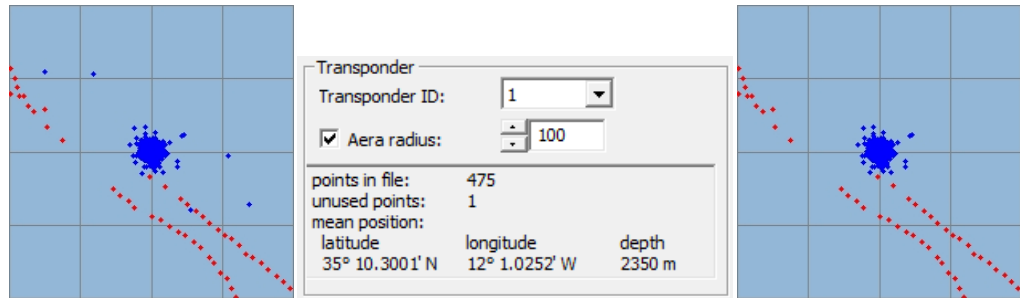 Transponder
Transponder ID: 1
Aera radius: 100
points in file: 475
unused points: 1
mean position:
latitude longitude depth
35° 10.3001' N 12° 1.0252' W 2350 m